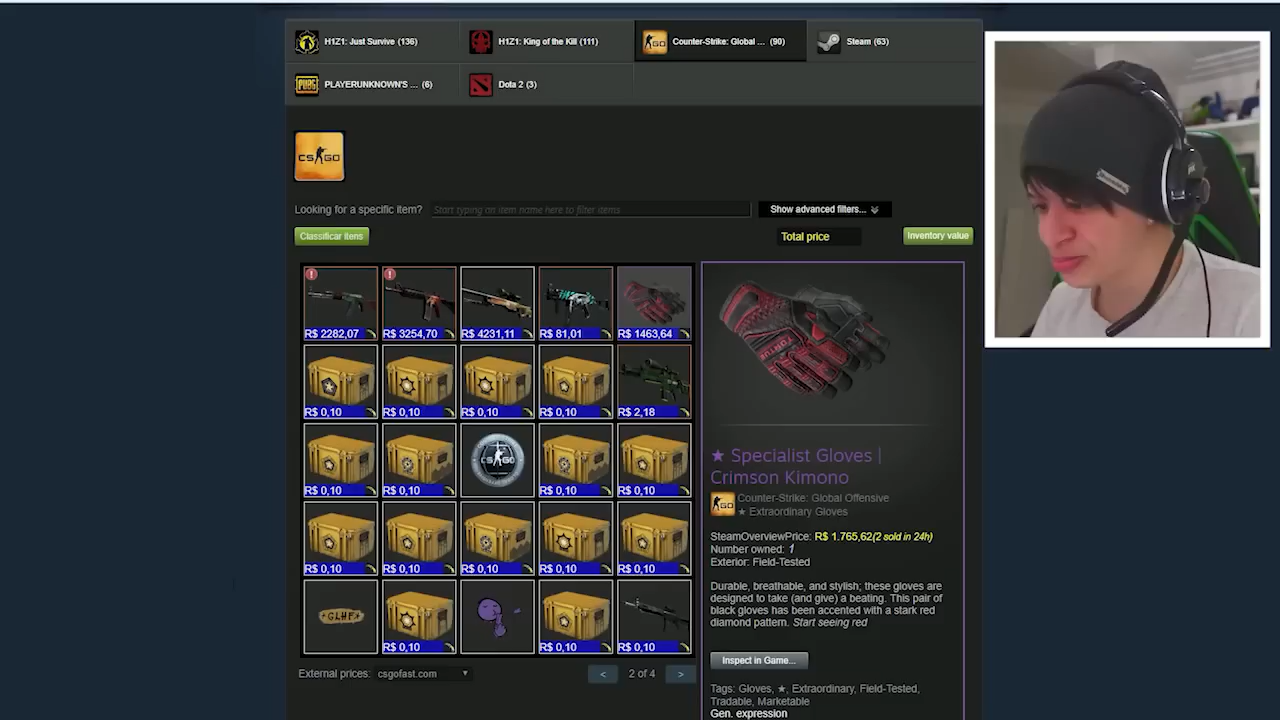 H1Z1: Just Survive (136)
H1Z1: King of the Kill (111)
Counter-Strike: Global ... (90)
Steam (63)
PLAYERUNKNOWN'S ... (6)
Dota 2 (3)
CS GO
Looking for a specific item?
Start typing an item name here to filter items
Show advanced filters...
Classificar itens
Total price
Inventory value
R$ 2282,07
R$ 3254,70
R$ 4231,11
R$ 81,01
R$ 1463,64
R$ 0,10
R$ 0,10
R$ 0,10
R$ 0,10
R$ 2,18
R$ 0,10
R$ 0,10
CS GO
R$ 0,10
R$ 0,10
R$ 0,10
R$ 0,10
R$ 0,10
R$ 0,10
R$ 0,10
GLHF
R$ 0,10
R$ 0,10
R$ 0,10
External prices: csgofast.com
<
2 of 4
>
★ Specialist Gloves |
Crimson Kimono
Counter-Strike: Global Offensive
★ Extraordinary Gloves
SteamOverviewPrice: R$ 1.765,62(2 sold in 24h)
Number owned: 1
Exterior: Field-Tested
Durable, breathable, and stylish; these gloves are
designed to take (and give) a beating. This pair of
black gloves has been accented with a stark red
diamond pattern. Start seeing red
Inspect in Game...
Tags: Gloves, ★, Extraordinary, Field-Tested,
Tradable, Marketable
Gen. expression